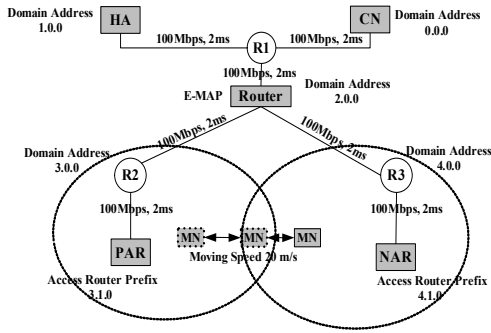 Domain Address
1.0.0
HA
CN
Domain Address
0.0.0
100Mbps, 2ms
R1
100Mbps, 2ms
100Mbps, 2ms
E-MAP
Router
Domain Address
2.0.0
100Mbps, 2ms
100Mbps, 2ms
Domain Address
3.0.0
Domain Address
4.0.0
R2
R3
100Mbps, 2ms
100Mbps, 2ms
MN
MN
MN
PAR
Moving Speed 20 m/s
NAR
Access Router Prefix
3.1.0
Access Router Prefix
4.1.0